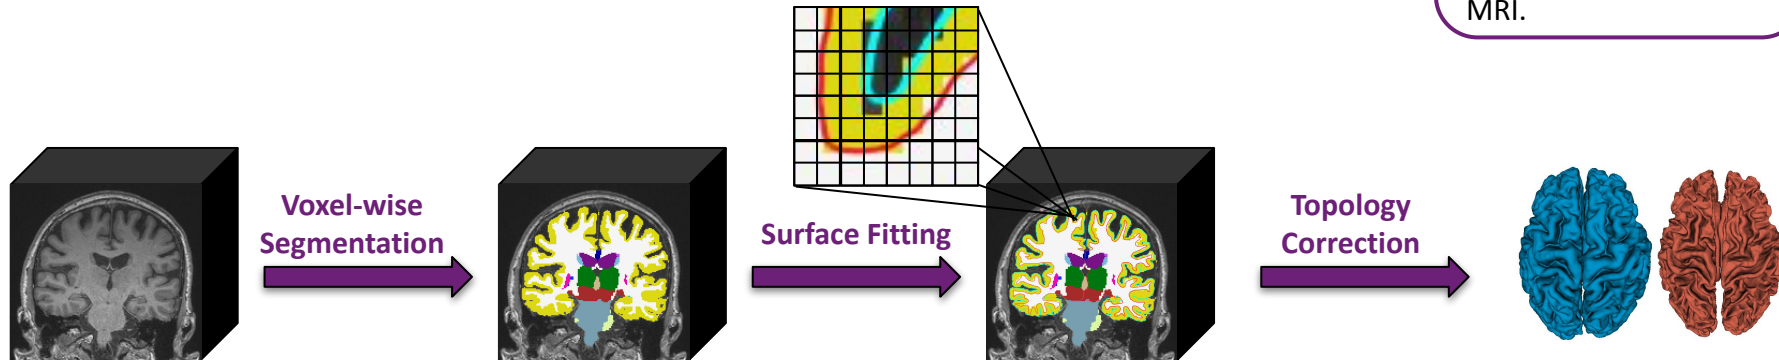 MRI.
Voxel-wise
Segmentation
Surface Fitting
Topology
Correction